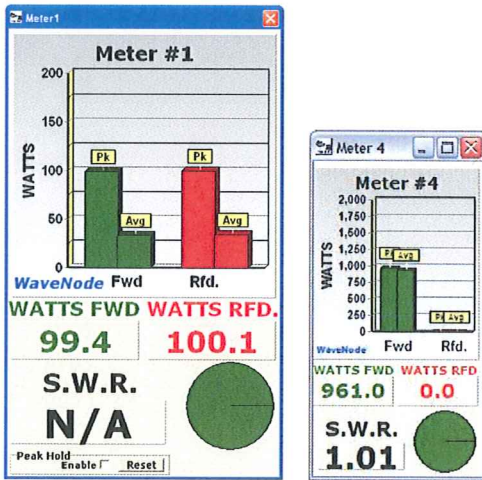 Meter1
Meter #1
200
150
100
50
0
WATTS
Pk
Avg
Pk
Avg
WaveNode Fwd Rfd.
WATTS FWD WATTS RFD.
99.4 100.1
S.W.R.
N/A
Peak Hold
Enable Reset
Meter 4
Meter #4
2,000
1,750
1,500
1,250
1,000
750
500
250
0
WATTS
Avg
Avg
WaveNode Fwd Rfd.
WATTS FWD WATTS RFD
961.0 0.0
S.W.R.
1.01